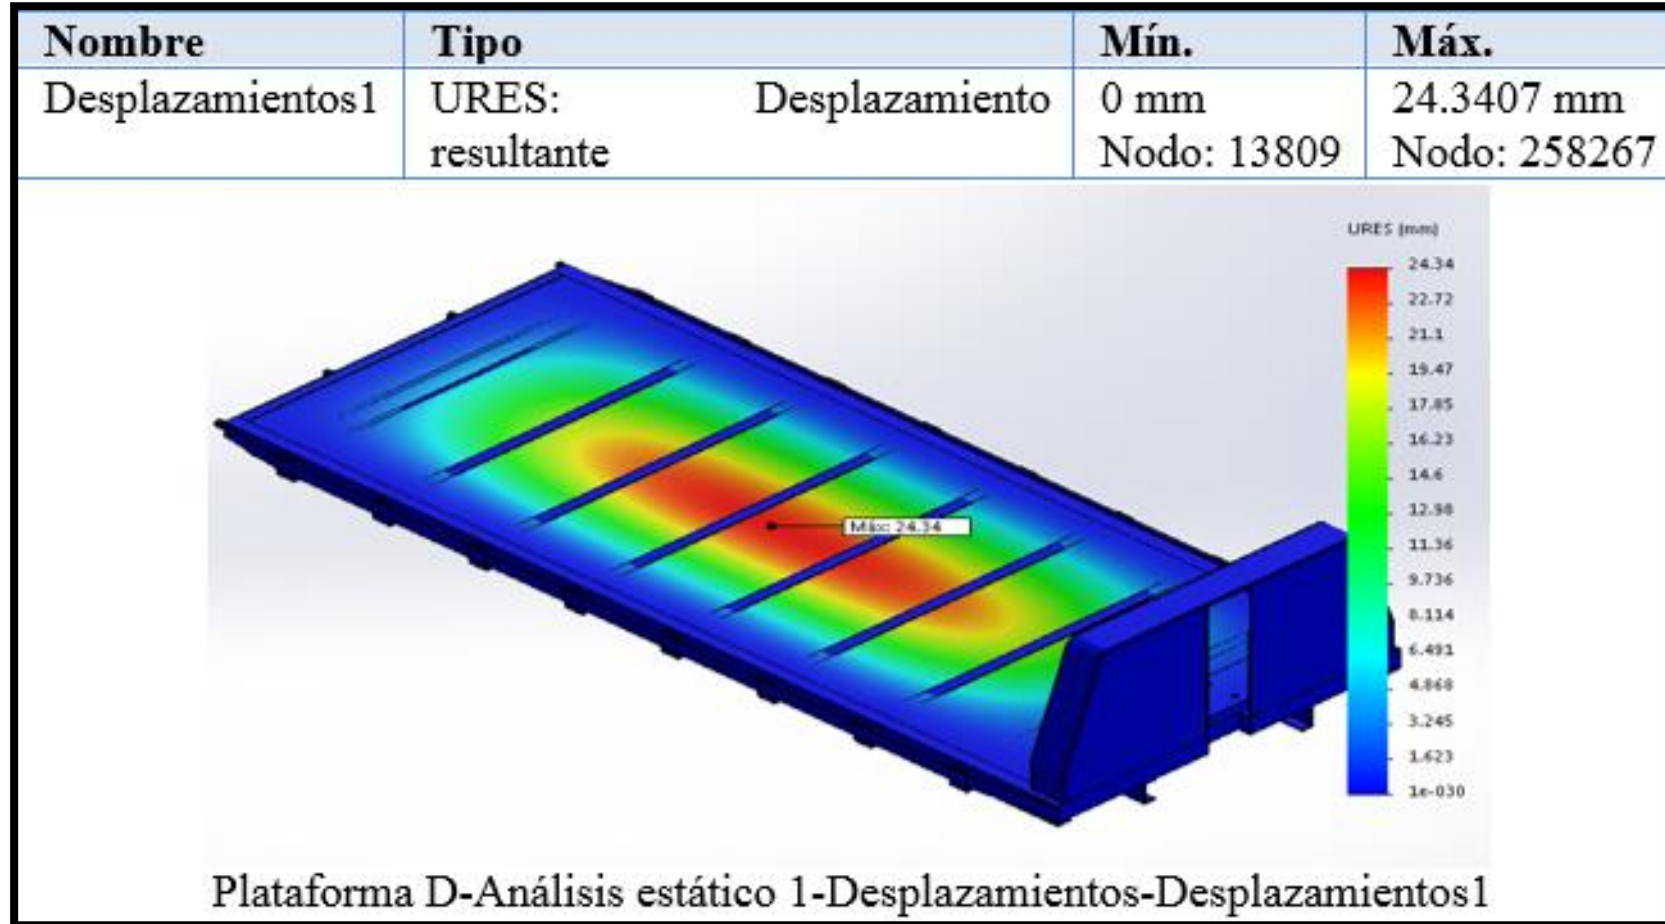 Nombre Tipo Mín. Máx.
Desplazamientos1 URES: Desplazamiento 0 mm 24.3407 mm
resultante Nodo: 13809 Nodo: 258267
URES (mm)
24.34
22.72
21.1
19.47
17.85
16.23
14.6
12.98
11.36
9.736
8.114
6.491
4.868
3.245
1.623
1e-030
Máx: 24.34
Plataforma D-Análisis estático 1-Desplazamientos-Desplazamientos1